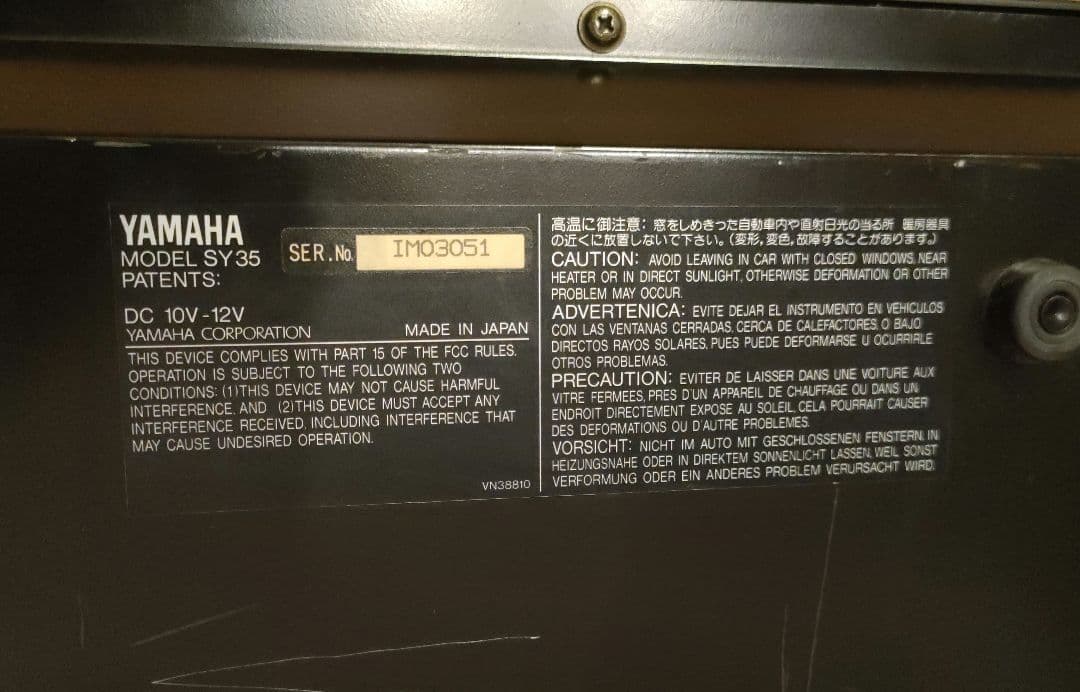 YAMAHA
MODEL SY35
PATENTS:
SER.No. IM03051
DC 10V-12V
YAMAHA CORPORATION MADE IN JAPAN
THIS DEVICE COMPLIES WITH PART 15 OF THE FCC RULES.
OPERATION IS SUBJECT TO THE FOLLOWING TWO
CONDITIONS: (1)THIS DEVICE MAY NOT CAUSE HARMFUL
INTERFERENCE. AND (2)THIS DEVICE MUST ACCEPT ANY
INTERFERENCE RECEIVED, INCLUDING INTERFERENCE THAT
MAY CAUSE UNDESIRED OPERATION.
VN38810
高温に御注意: 窓をしめきった自動車内や直射日光の当る所 暖房器具
の近くに放置しないで下さい。(変形,変色,故障することがあります。)
CAUTION: AVOID LEAVING IN CAR WITH CLOSED WINDOWS, NEAR
HEATER OR IN DIRECT SUNLIGHT, OTHERWISE DEFORMATION OR OTHER
PROBLEM MAY OCCUR.
ADVERTENICA: EVITE DEJAR EL INSTRUMENTO EN VEHICULOS
CON LAS VENTANAS CERRADAS, CERCA DE CALEFACTORES, O BAJO
DIRECTOS RAYOS SOLARES, PUES PUEDE DEFORMARSE U OCURRIRLE
OTROS PROBLEMAS.
PRECAUTION: EVITER DE LAISSER DANS UNE VOITURE AUX
VITRE FERMEES, PRES D'UN APPAREIL DE CHAUFFAGE OU DANS UN
ENDROIT DIRECTEMENT EXPOSE AU SOLEIL, CELA POURRAIT CAUSER
DES DEFORMATIONS OU D'AUTRE PROBLEMES.
VORSICHT: NICHT IM AUTO MIT GESCHLOSSENEN FENSTERN, IN
HEIZUNGSNAHE ODER IN DIREKTEM SONNENLICHT LASSEN, WEIL SONST
VERFORMUNG ODER EIN ANDERES PROBLEM VERURSACHT WIRD.